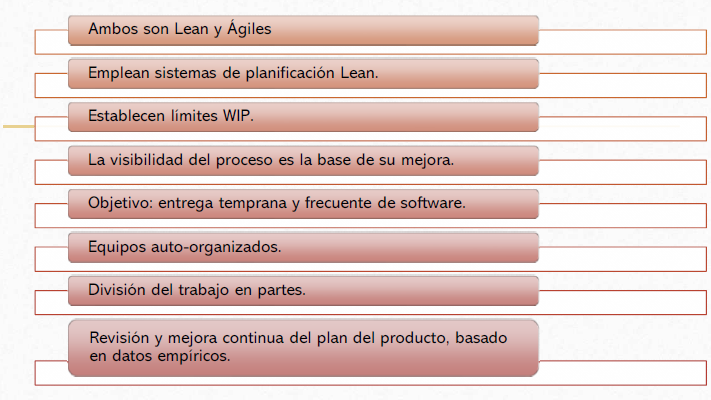 Ambos son Lean y Ágiles
Emplean sistemas de planificación Lean.
Establecen límites WIP.
La visibilidad del proceso es la base de su mejora.
Objetivo: entrega temprana y frecuente de software.
Equipos auto-organizados.
División del trabajo en partes.
Revisión y mejora continua del plan del producto, basado
en datos empíricos.